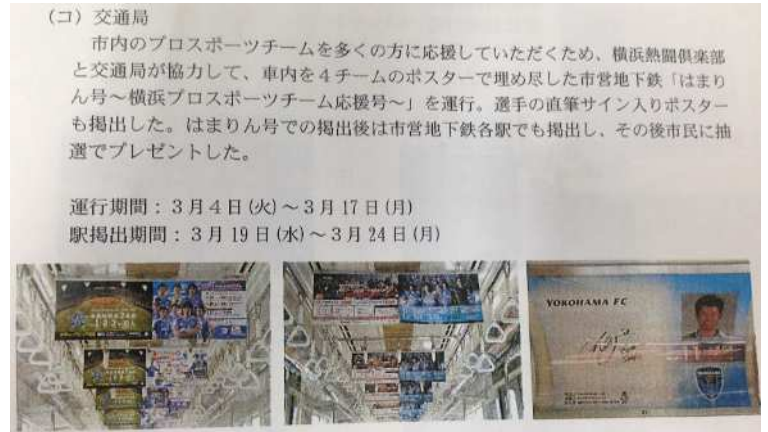 (コ) 交通局
市内のプロスポーツチームを多くの方に応援していただくため、横浜熱闘倶楽部
と交通局が協力して、車内を4チームのポスターで埋め尽した市営地下鉄「はまり
ん号～横浜プロスポーツチーム応援号～」を運行。選手の直筆サイン入りポスター
も掲出した。はまりん号での掲出後は市営地下鉄各駅でも掲出し、その後市民に抽
選でプレゼントした。
運行期間：3月4日(火)～3月17日(月)
駅掲出期間：3月19日(水)～3月24日(月)
YOKOHAMA FC